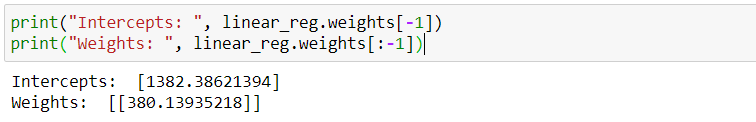 print("Intercepts: ", linear_reg.weights[-1])
print("Weights: ", linear_reg.weights[:-1])
Intercepts:  [1382.38621394]
Weights:  [[380.13935218]]